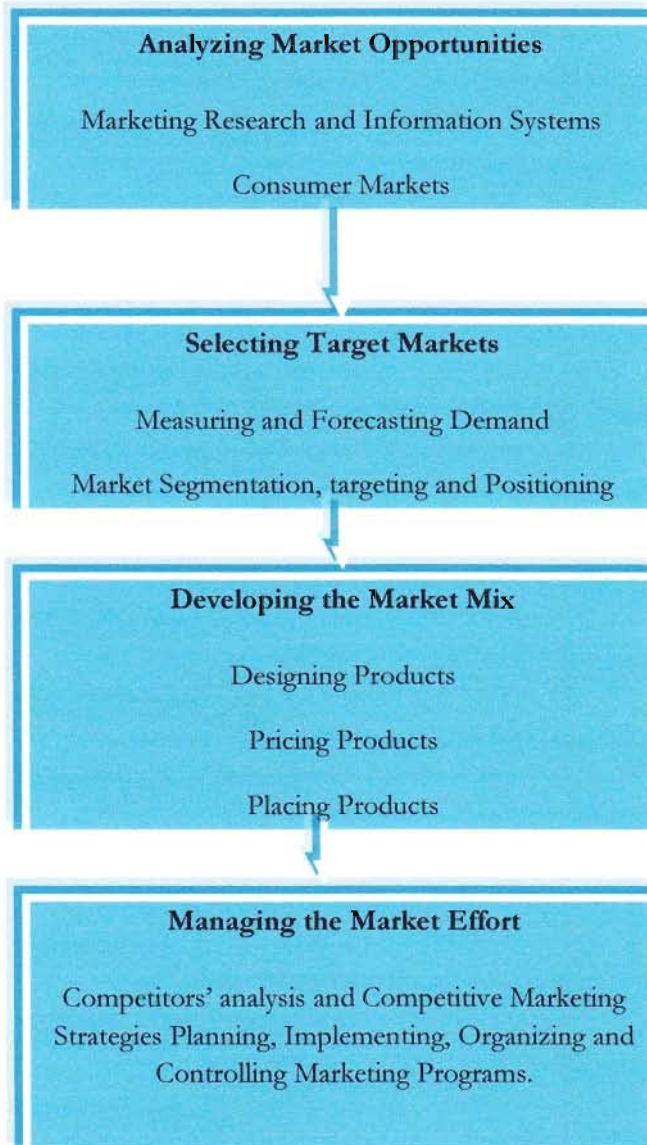 Analyzing Market Opportunities
Marketing Research and Information Systems
Consumer Markets
Selecting Target Markets
Measuring and Forecasting Demand
Market Segmentation, targeting and Positioning
Developing the Market Mix
Designing Products
Pricing Products
Placing Products
Managing the Market Effort
Competitors’ analysis and Competitive Marketing
Strategies Planning, Implementing, Organizing and
Controlling Marketing Programs.